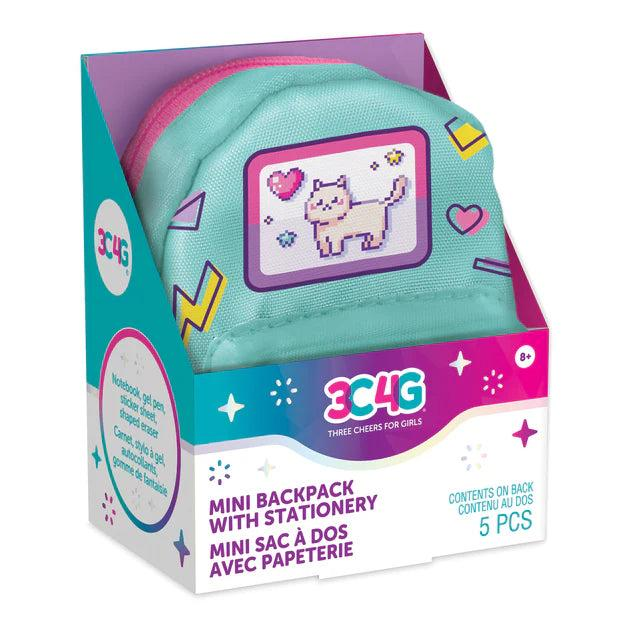 3C4G
Notebook, gel pen,
sticker sheet,
shaped eraser
Carnet, stylo à gel,
autocollants,
gomme de fantaisie
8+
3C4G
THREE CHEERS FOR GIRLS
MINI BACKPACK
WITH STATIONERY
MINI SAC À DOS
AVEC PAPETERIE
CONTENTS ON BACK
CONTENU AU DOS
5 PCS